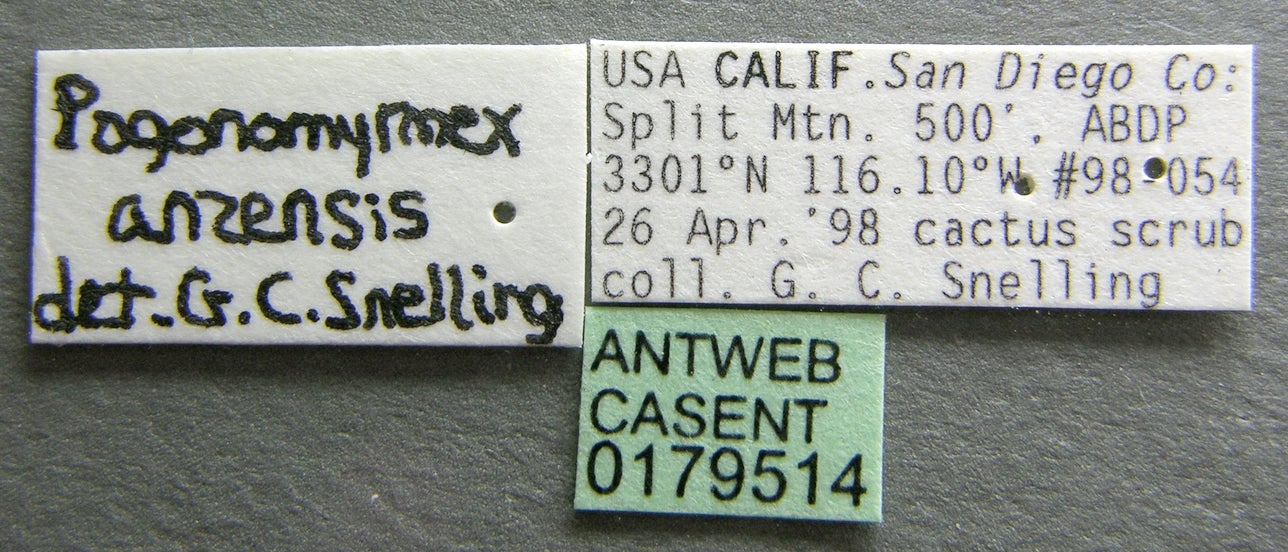 Pogonomyrmex
anzensis
det. G. C. Snelling
USA CALIF. San Diego Co:
Split Mtn. 500', ABDP
3301°N 116.10°W #98-054
26 Apr. '98 cactus scrub
coll. G. C. Snelling
ANTWEB
CASENT
0179514